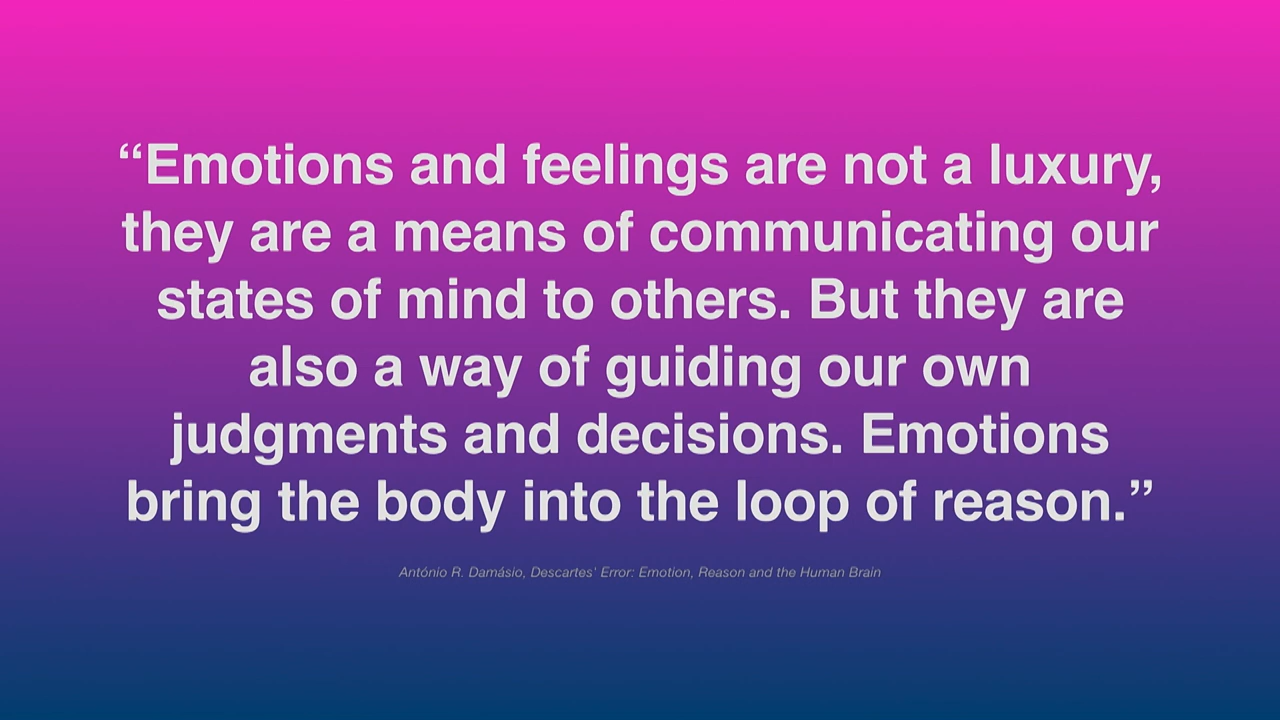 “Emotions and feelings are not a luxury,
they are a means of communicating our
states of mind to others. But they are
also a way of guiding our own
judgments and decisions. Emotions
bring the body into the loop of reason.”
António R. Damásio, Descartes' Error: Emotion, Reason and the Human Brain